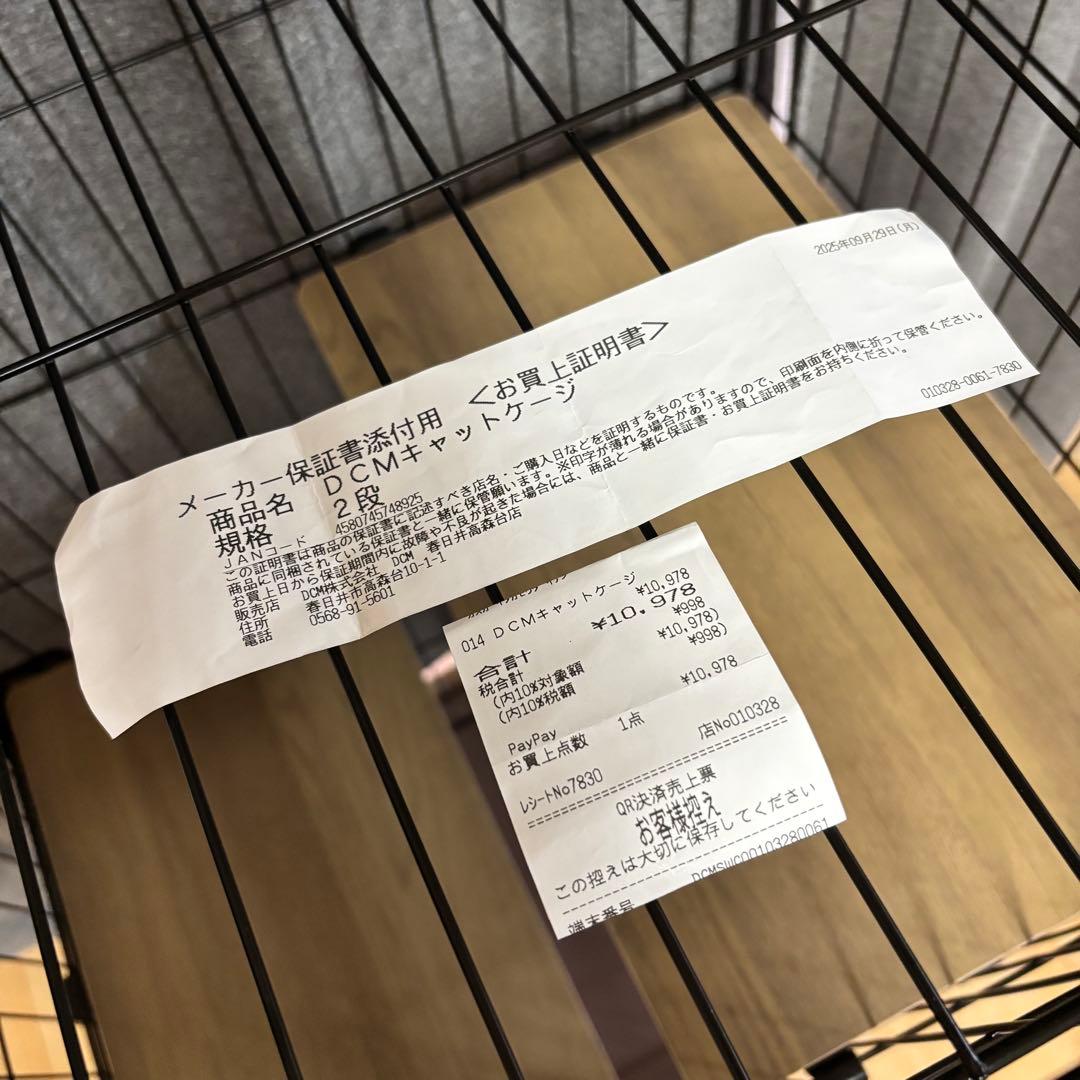 2025年09月29日(月)
メーカー保証書添付用 <お買上証明書>
商品名 DCMキャットケージ
規格 2段
JANコード 4580745748925
この証明書は商品の保証書に記述すべき店名・ご購入日などを証明するものです。
商品に同梱されている保証書と一緒に保管願います。※印字が薄れる場合がありますので、印刷面を内側に折って保管ください。
お買上日から保証期間内に故障や不良が起きた場合には、商品と一緒に保証書・お買上証明書をお持ちください。
販売店 DCM株式会社 DCM 春日井高森台店
住所 春日井市高森台10-1-1
電話 0568-91-5601
010328-0061-7830
014 DCMキャットケージ
¥10,978
合計 ¥10,978
税合計 ¥998
(内10%対象額 ¥10,978)
(内10%税額 ¥998)
PayPay ¥10,978
お買上点数 1点
レシートNo7830 店No010328
QR決済売上票
お客様控え
この控えは大切に保存してください
端末番号 DCMSWC00103280061